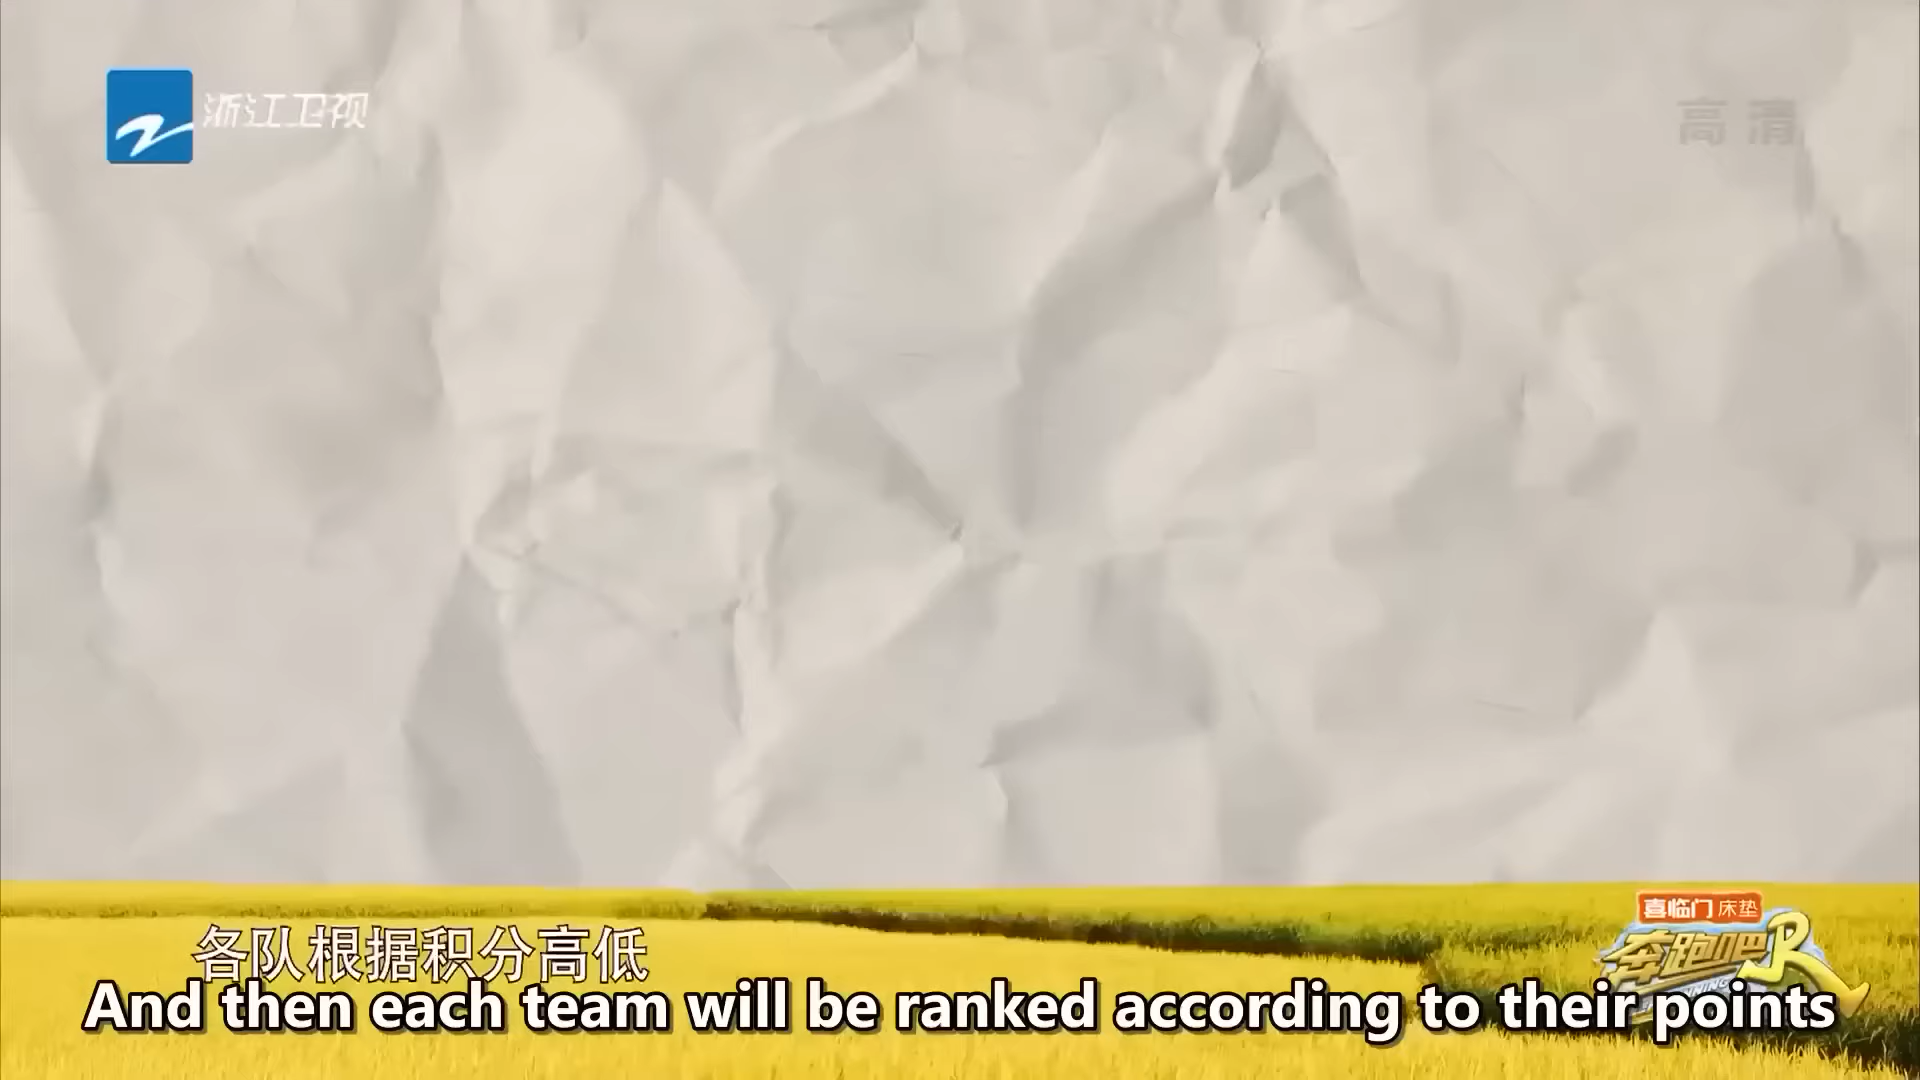 浙江卫视
高清
喜临门床垫
奔跑吧
各队根据积分高低
And then each team will be ranked according to their points